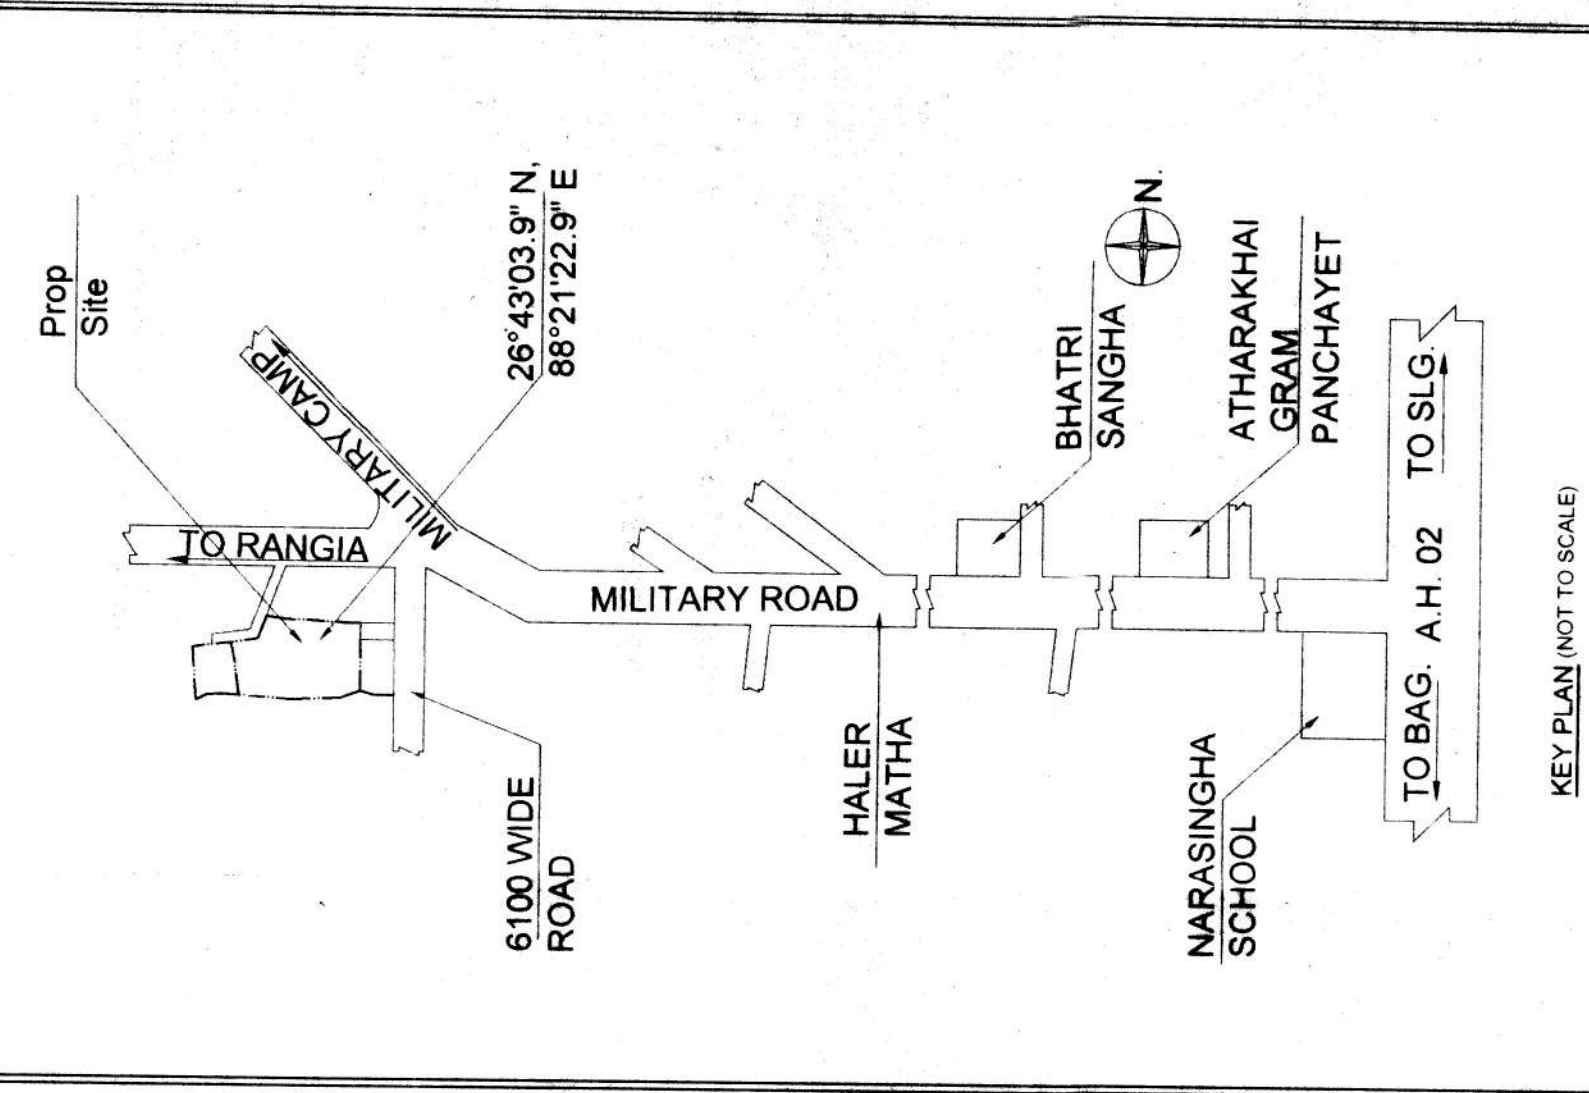 Prop
Site
26°43'03.9" N,
88°21'22.9" E
MILITARY CAMP
TO RANGIA
MILITARY ROAD
6100 WIDE
ROAD
HALER
MATHA
BHATRI
SANGHA
N.
ATHARAKHAI
GRAM
PANCHAYET
NARASINGHA
SCHOOL
TO BAG.
A.H. 02
TO SLG.
KEY PLAN (NOT TO SCALE)